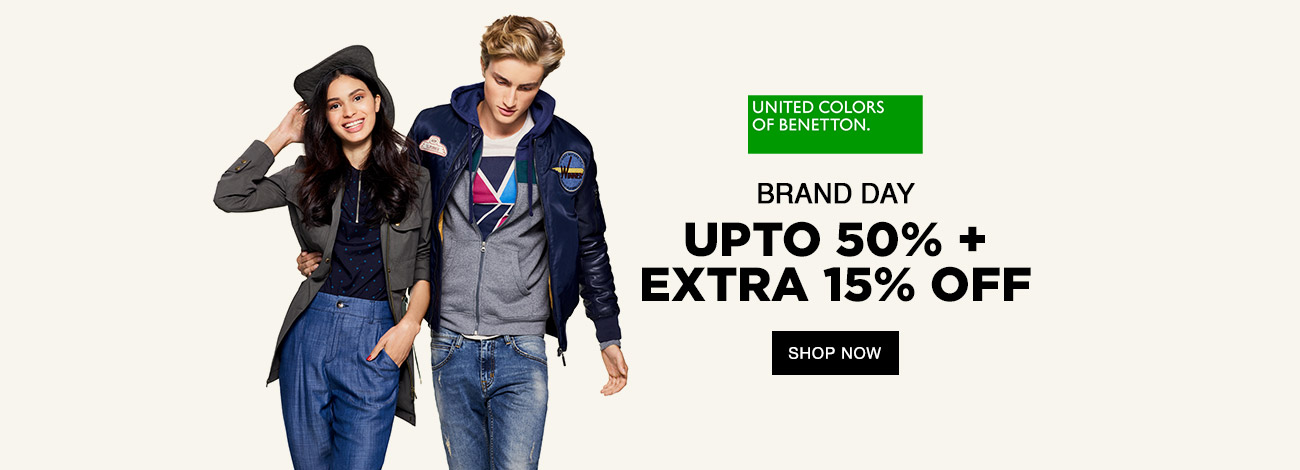 UNITED COLORS
OF BENETTON.
BRAND DAY
UPTO 50% +
EXTRA 15% OFF
SHOP NOW